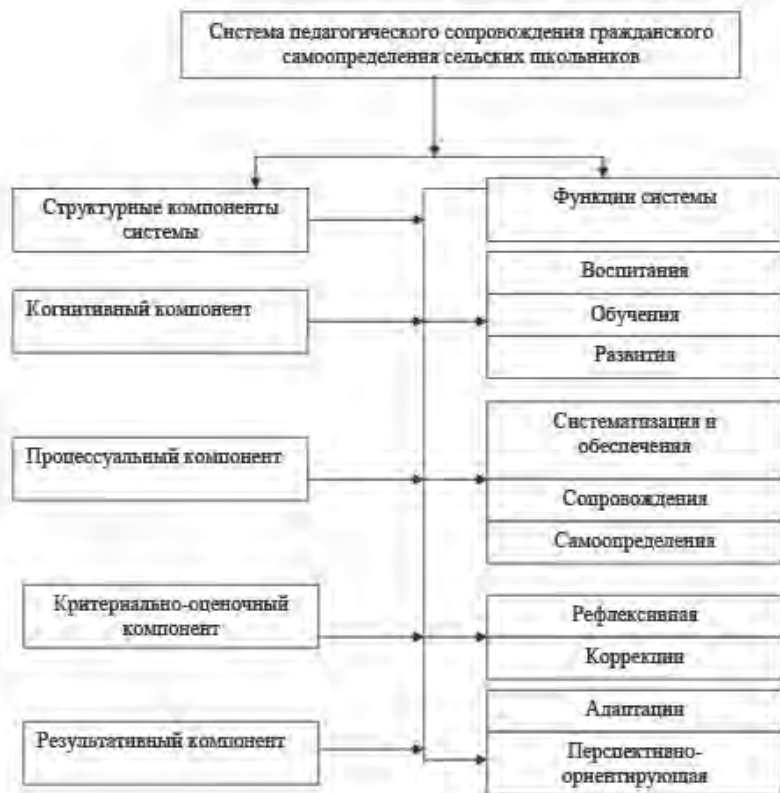 Система педагогического сопровождения гражданского
самоопределения сельских школьников
Структурные компоненты
системы
Функции системы
Когнитивный компонент
Воспитания
Обучения
Развития
Процессуальный компонент
Систематизация и
обеспечения
Сопровождения
Самоопределения
Критериально-оценочный
компонент
Рефлексивная
Коррекции
Результативный компонент
Адаптации
Перспективно-
ориентирующая